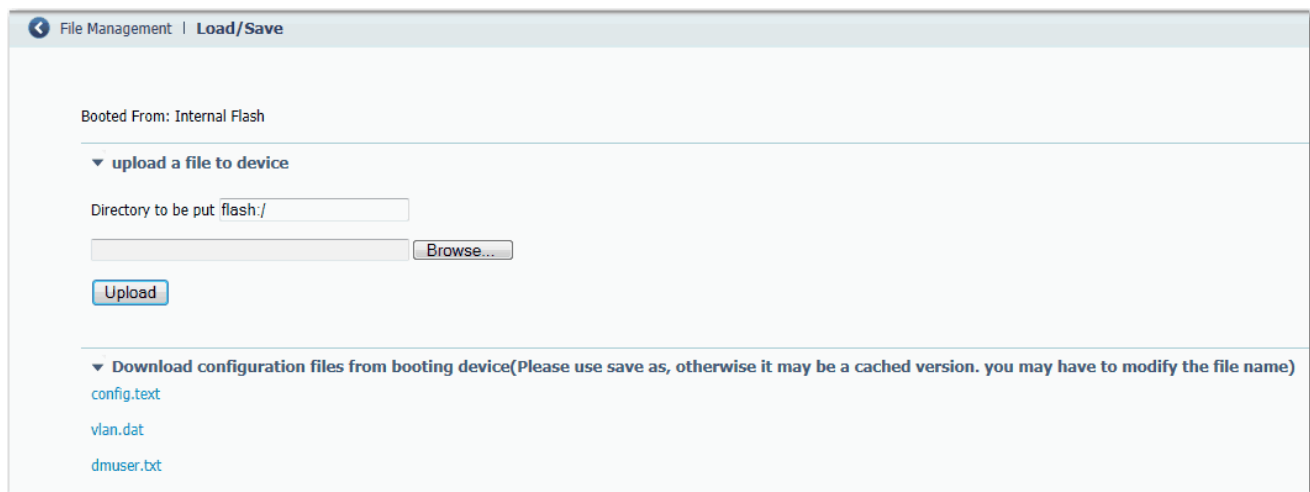 File Management | Load/Save
Booted From: Internal Flash
upload a file to device
Directory to be put flash:/
Browse...
Upload
Download configuration files from booting device(Please use save as, otherwise it may be a cached version. you may have to modify the file name)
config.text
vlan.dat
dmuser.txt